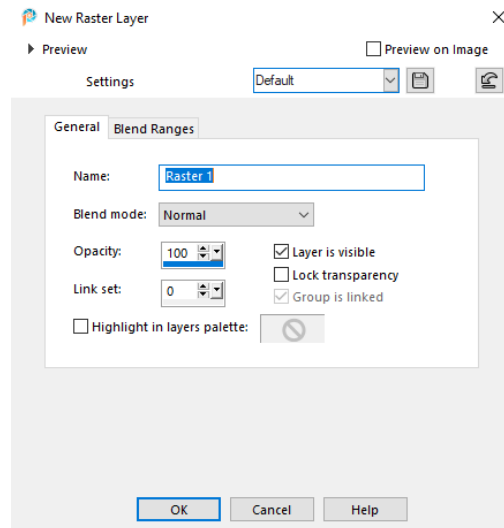 New Raster Layer
Preview
Preview on Image
Settings
Default
General
Blend Ranges
Name:
Raster 1
Blend mode:
Normal
Opacity:
100
Layer is visible
Lock transparency
Link set:
0
Group is linked
Highlight in layers palette:
OK
Cancel
Help